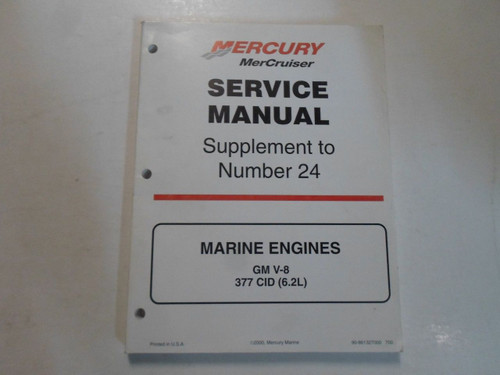 MERCURY
MerCruiser
SERVICE
MANUAL
Supplement to
Number 24
MARINE ENGINES
GM V-8
377 CID (6.2L)
Printed in U.S.A.
Mercury Marine